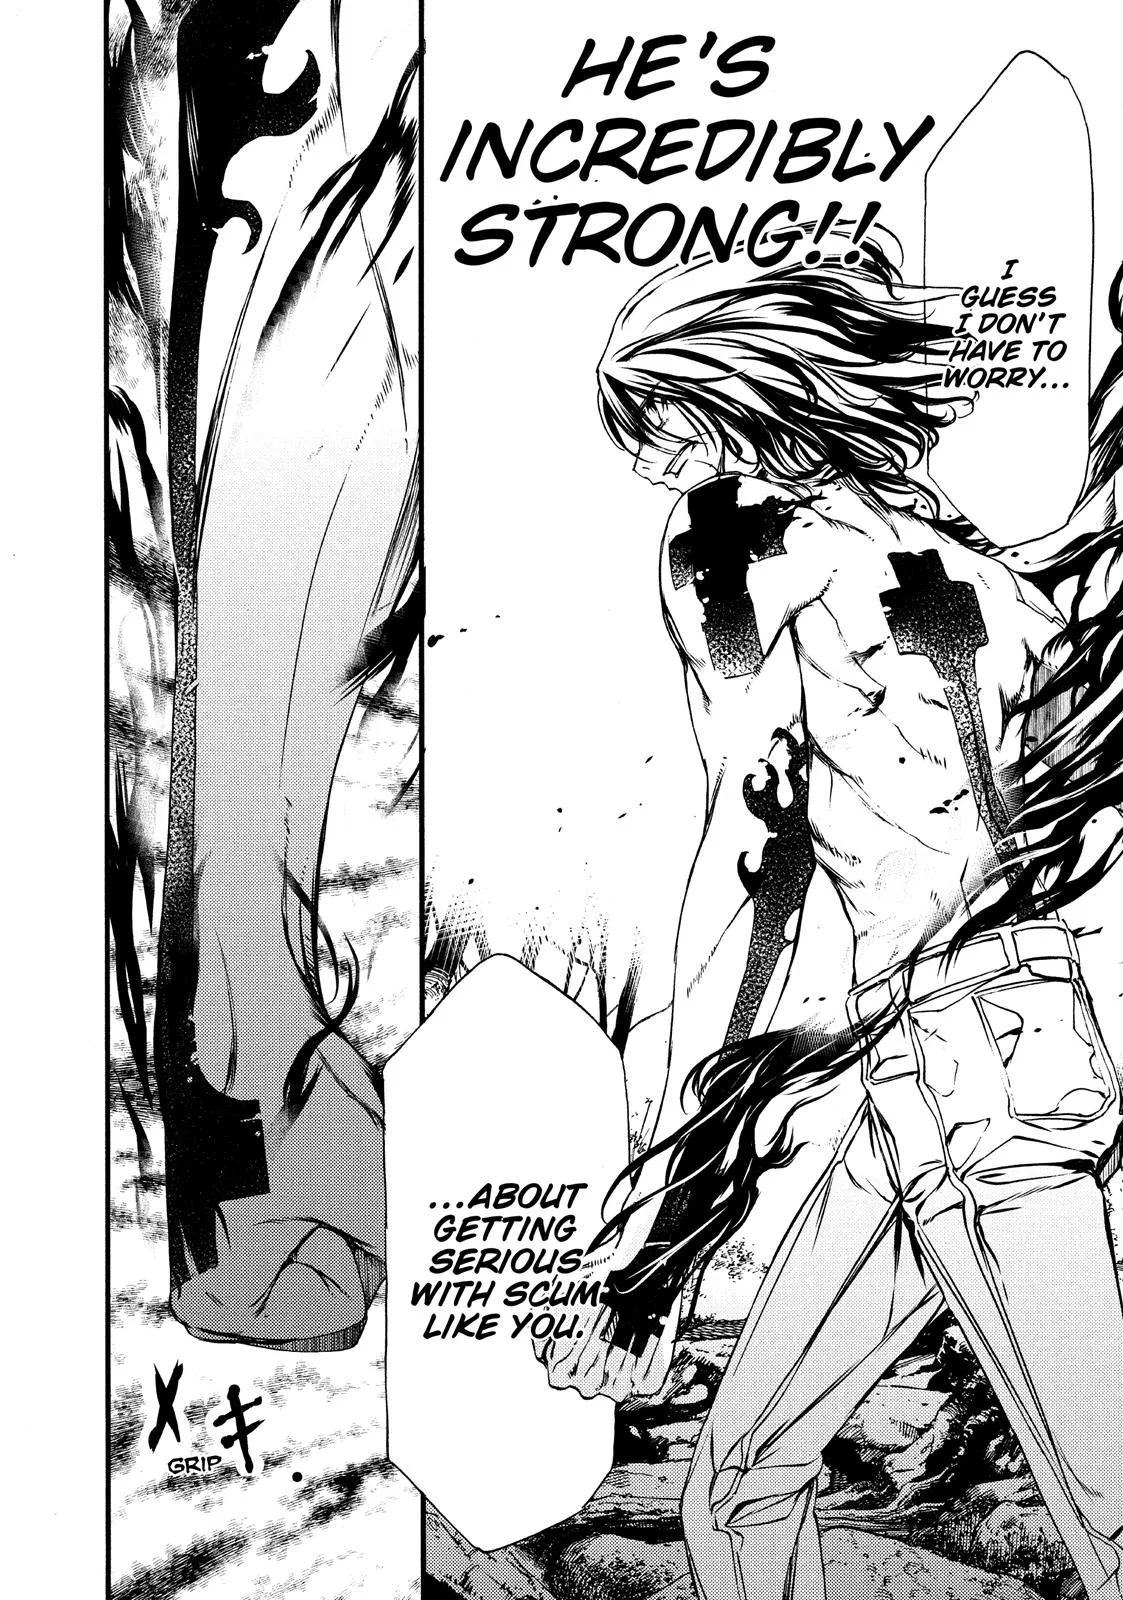 HE'S
INCREDIBLY
STRONG!!
I
GUESS
I DON'T
HAVE TO
WORRY...
...ABOUT
GETTING
SERIOUS
WITH SCUM
LIKE YOU.
メキ
GRIP